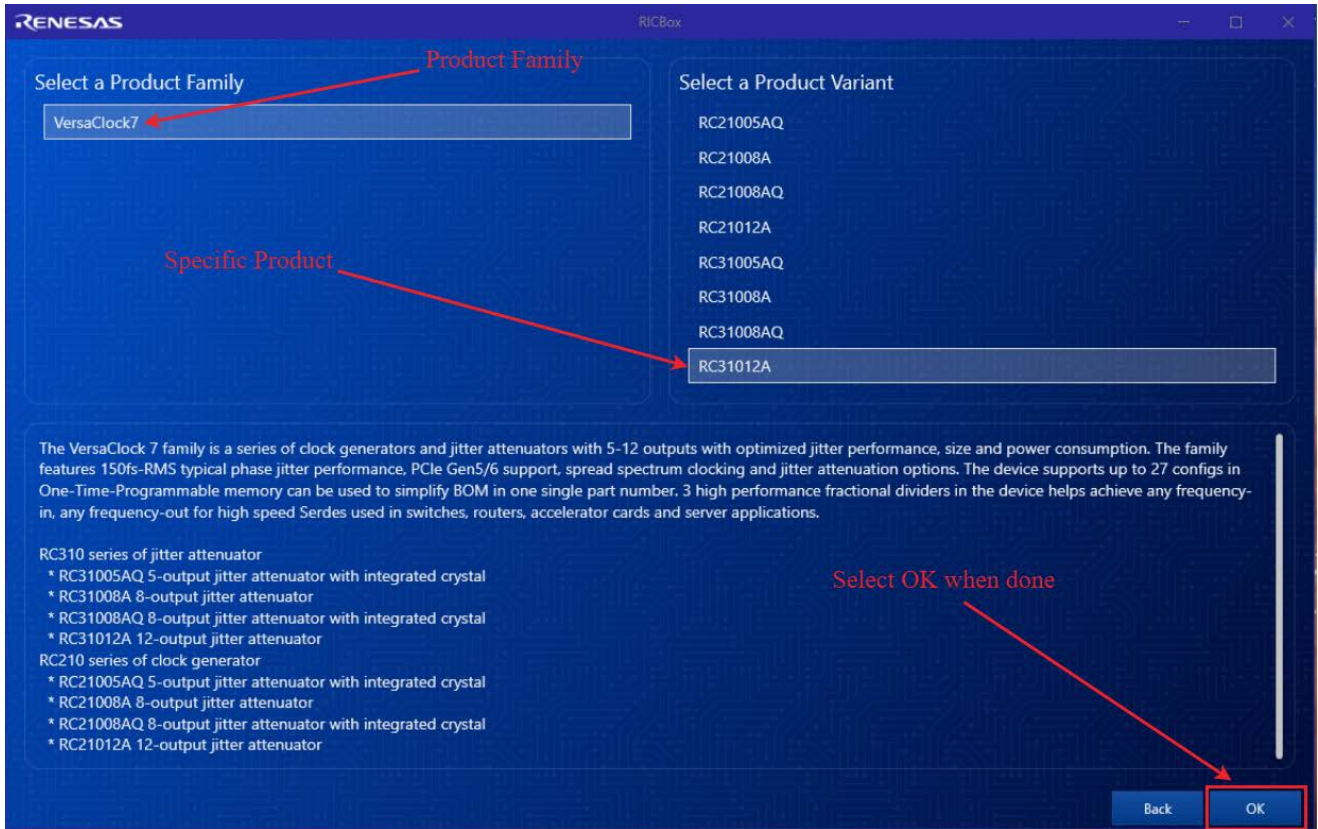 RENESAS
RICBox
Product Family
Select a Product Family
VersaClock7
Specific Product
Select a Product Variant
RC21005AQ
RC21008A
RC21008AQ
RC21012A
RC31005AQ
RC31008A
RC31008AQ
RC31012A
The VersaClock 7 family is a series of clock generators and jitter attenuators with 5-12 outputs with optimized jitter performance, size and power consumption. The family
features 150fs-RMS typical phase jitter performance, PCIe Gen5/6 support, spread spectrum clocking and jitter attenuation options. The device supports up to 27 configs in
One-Time-Programmable memory can be used to simplify BOM in one single part number. 3 high performance fractional dividers in the device helps achieve any frequency-
in, any frequency-out for high speed Serdes used in switches, routers, accelerator cards and server applications.
RC310 series of jitter attenuator
* RC31005AQ 5-output jitter attenuator with integrated crystal
* RC31008A 8-output jitter attenuator
* RC31008AQ 8-output jitter attenuator with integrated crystal
* RC31012A 12-output jitter attenuator
RC210 series of clock generator
* RC21005AQ 5-output jitter attenuator with integrated crystal
* RC21008A 8-output jitter attenuator
* RC21008AQ 8-output jitter attenuator with integrated crystal
* RC21012A 12-output jitter attenuator
Select OK when done
Back
OK